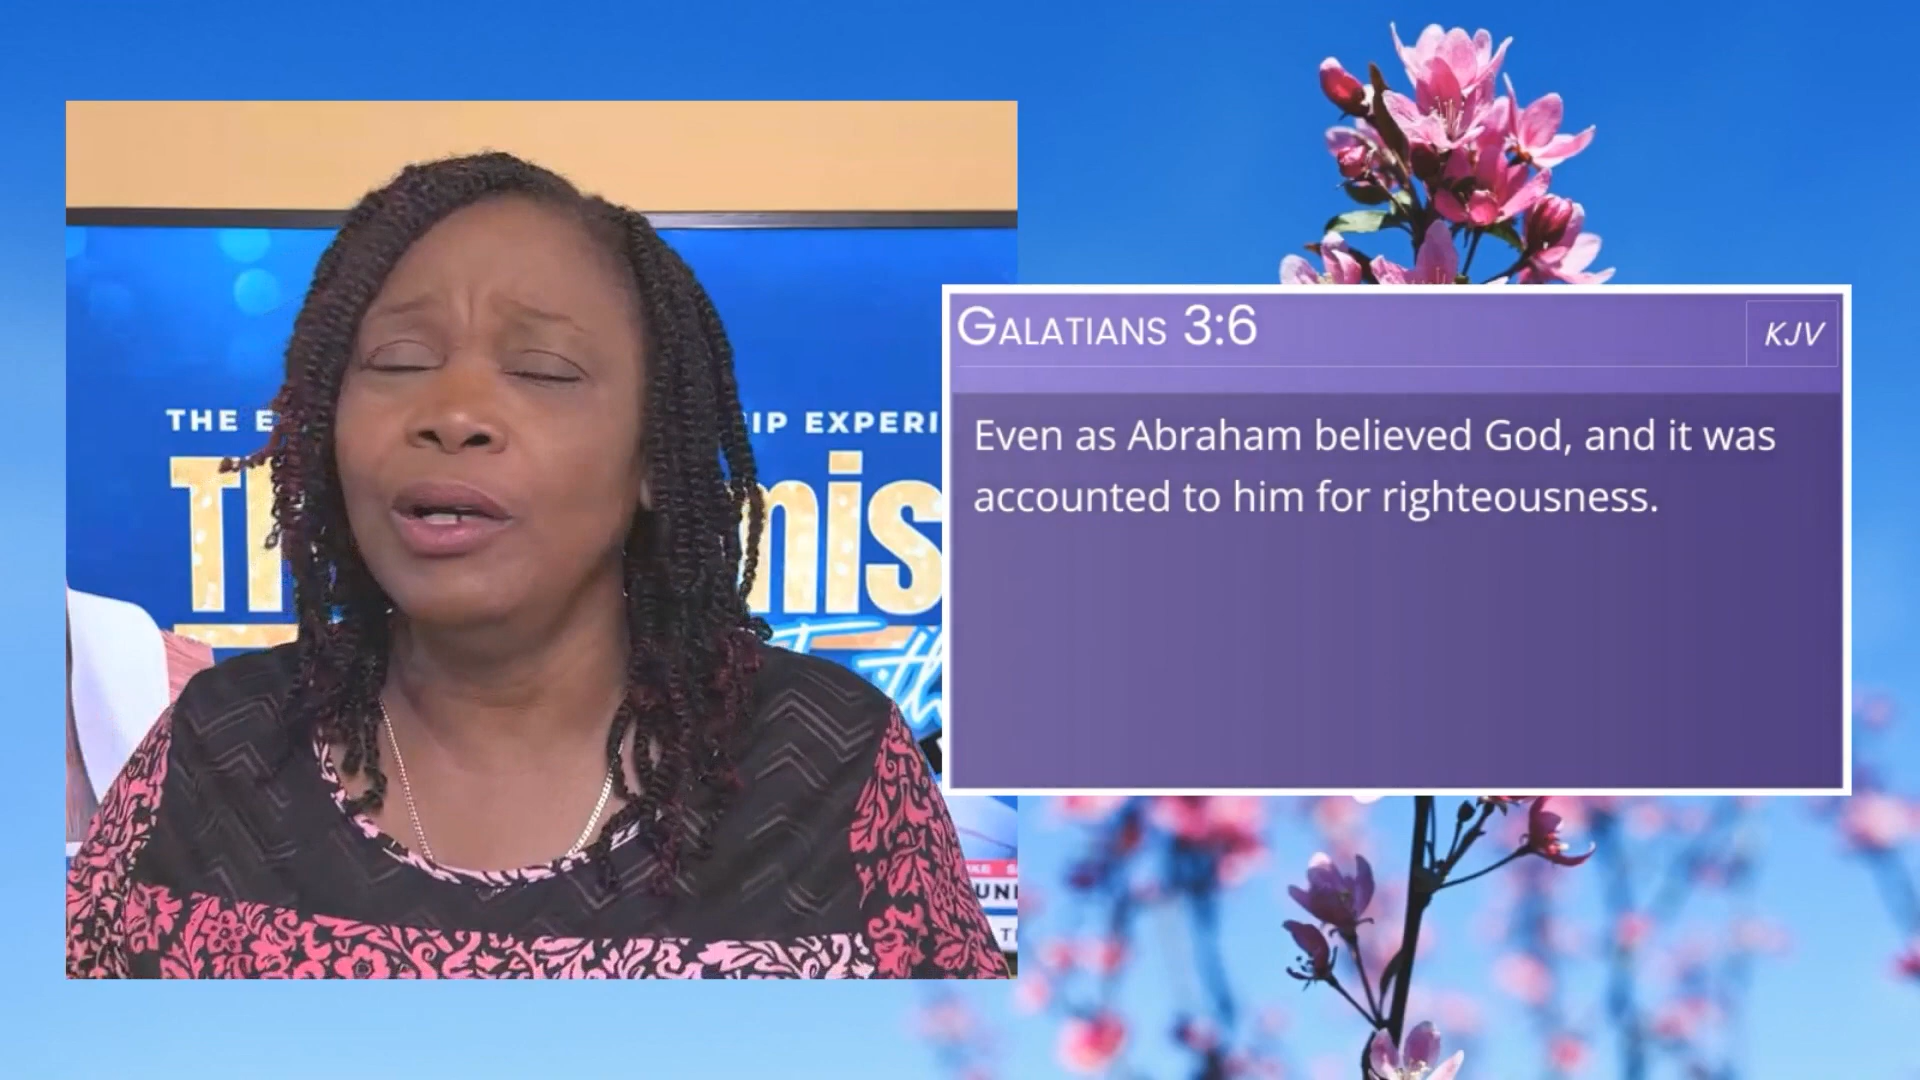 THE E IP EXPERI
Galatians 3:6
KJV
Even as Abraham believed God, and it was
accounted to him for righteousness.